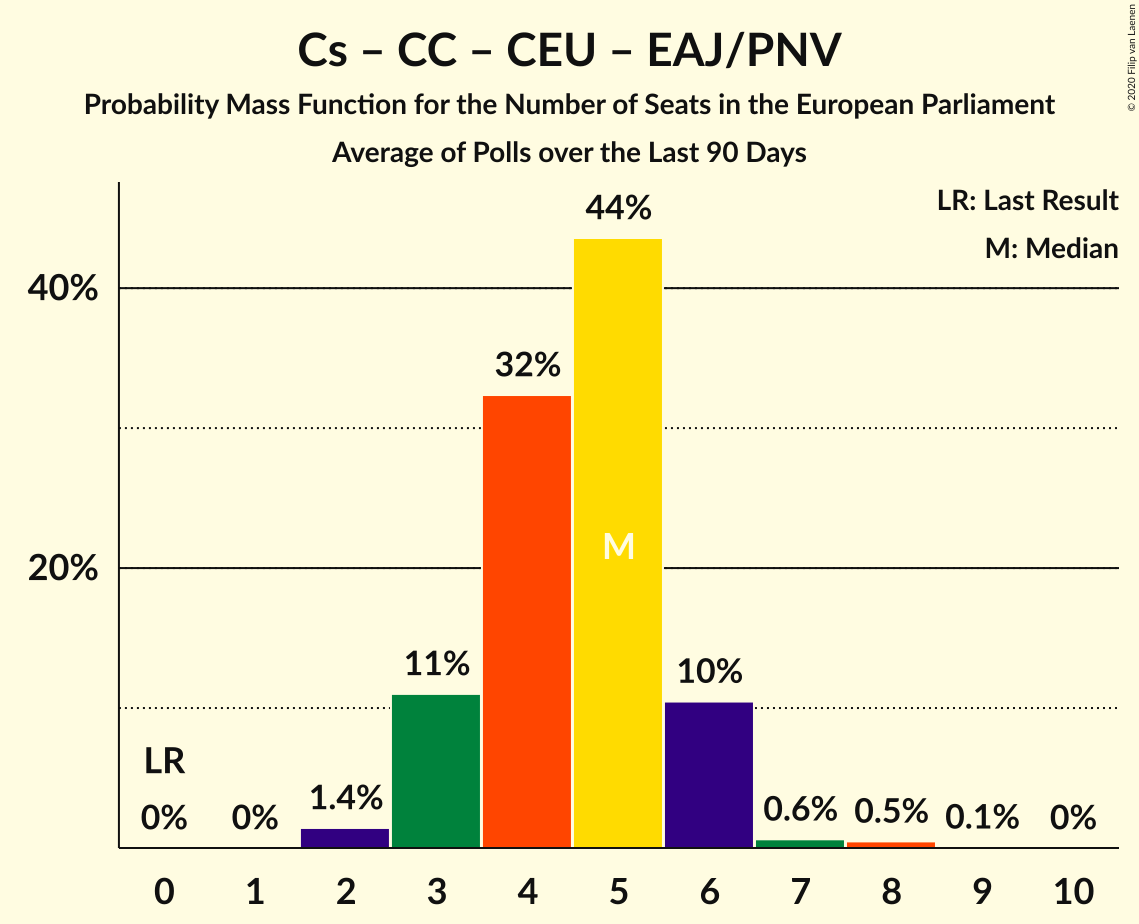 Cs – CC – CEU – EAJ/PNV
Probability Mass Function for the Number of Seats in the European Parliament
Average of Polls over the Last 90 Days
© 2020 Filip van Laenen
LR: Last Result
M: Median
44%
40%
32%
M
20%
11%
10%
LR
0%
0%
1.4%
0.6%
0.5%
0.1%
0%
0 1 2 3 4 5 6 7 8 9 10